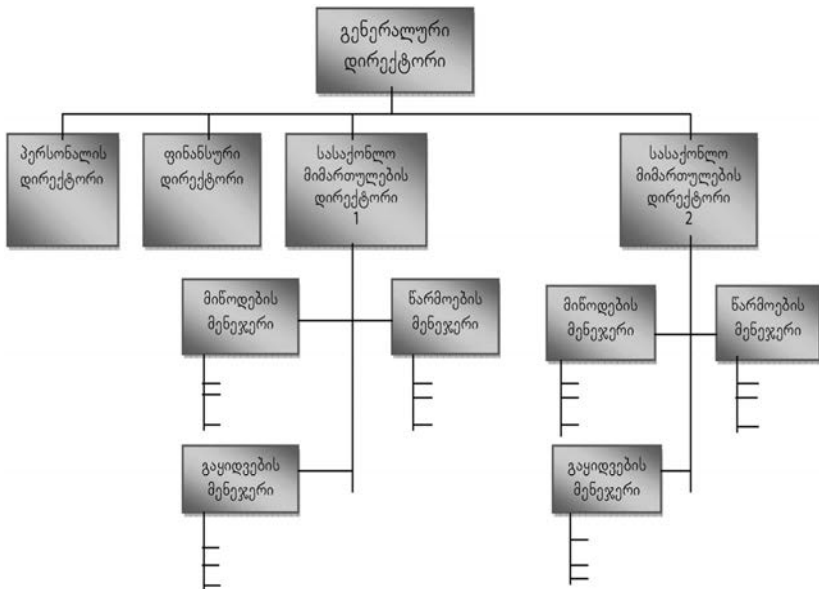 გენერალური
დირექტორი
პერსონალის
დირექტორი
ფინანსური
დირექტორი
სასაქონლო
მიმართულების
დირექტორი
1
სასაქონლო
მიმართულების
დირექტორი
2
მიწოდების
მენეჯერი
წარმოების
მენეჯერი
მიწოდების
მენეჯერი
წარმოების
მენეჯერი
გაყიდვების
მენეჯერი
გაყიდვების
მენეჯერი